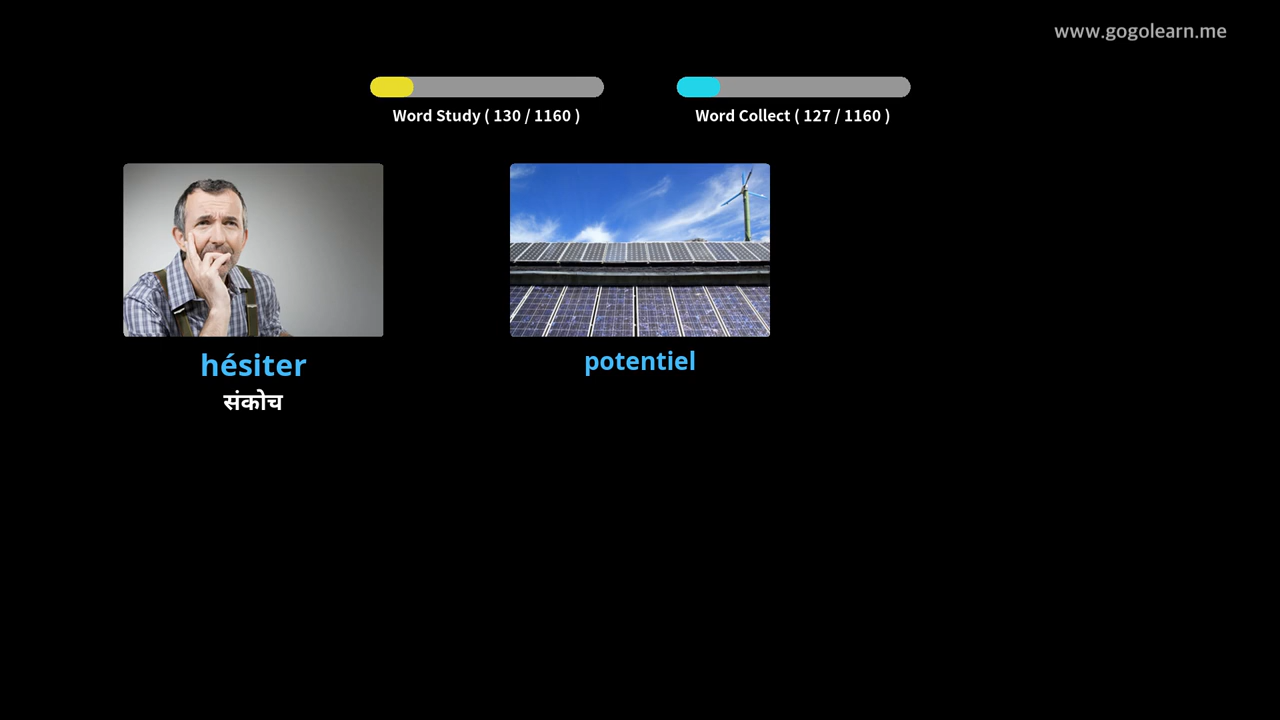 www.gogolearn.me
Word Study ( 130 / 1160 )
Word Collect ( 127 / 1160 )
hésiter
संकोच
potentiel